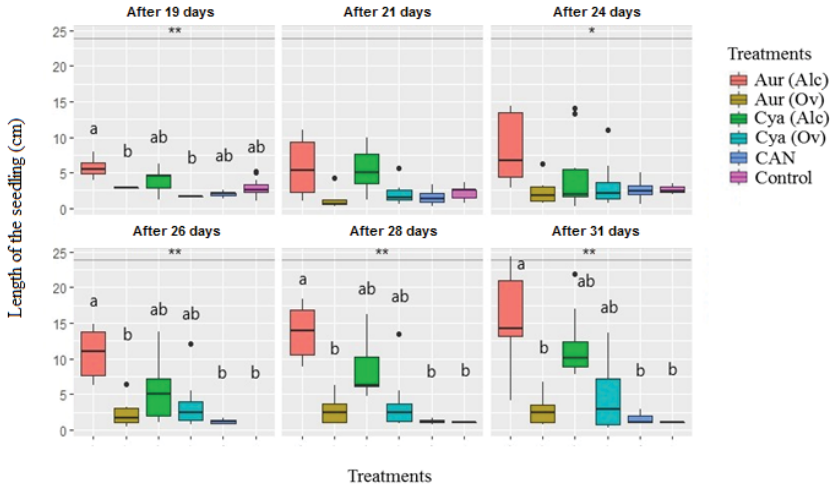 After 19 days After 21 days After 24 days
25 ** *
20
15
10
5
0
a b ab b ab ab
Treatments
Aur (Alc)
Aur (Ov)
Cya (Alc)
Cya (Ov)
CAN
Control
Length of the seedling (cm)
After 26 days After 28 days After 31 days
25 ** ** **
20
15
10
5
0
a b ab ab b b
a b ab ab b b
a b ab ab b b
Treatments